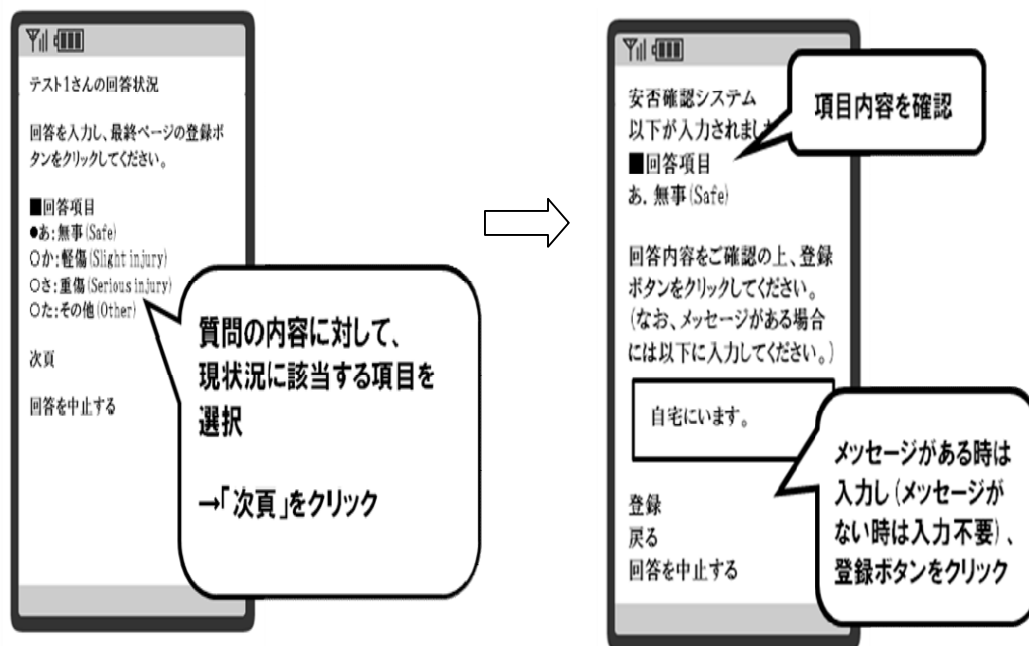 テスト1さんの回答状況
回答を入力し、最終ページの登録ボ
タンをクリックしてください。
■回答項目
●あ:無事(Safe)
○か:軽傷(Slight injury)
○さ:重傷(Serious injury)
○た:その他(Other)
次頁
回答を中止する
質問の内容に対して、
現状況に該当する項目を
選択
→「次頁」をクリック
安否確認システム
以下が入力されました
■回答項目
あ. 無事(Safe)
回答内容をご確認の上、登録
ボタンをクリックしてください。
(なお、メッセージがある場合
には以下に入力してください。)
自宅にいます。
登録
戻る
回答を中止する
項目内容を確認
メッセージがある時は
入力し(メッセージが
ない時は入力不要)、
登録ボタンをクリック